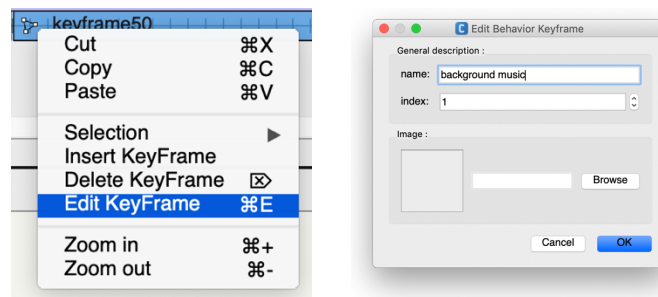 keyframe50
Cut ⌘X
Copy ⌘C
Paste ⌘V
Selection ▶
Insert KeyFrame
Delete KeyFrame ⌦
Edit KeyFrame ⌘E
Zoom in ⌘+
Zoom out ⌘-
C Edit Behavior Keyframe
General description :
name: background music
index: 1
Image :
Browse
Cancel OK